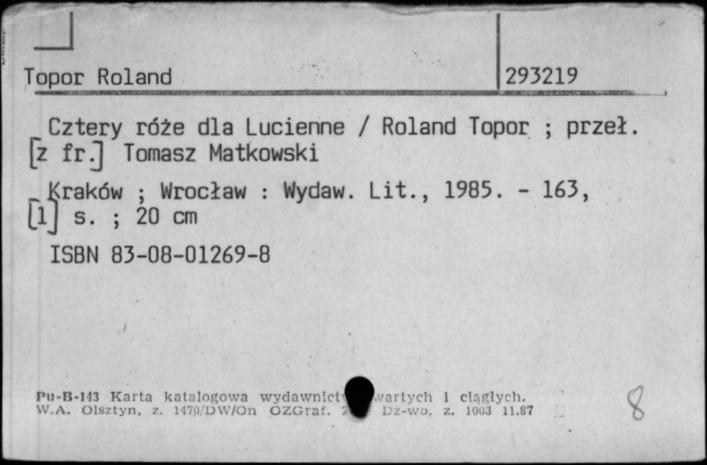 Topor Roland 293219
Cztery róże dla Lucienne / Roland Topor ; przeł.
[z fr.] Tomasz Matkowski
Kraków ; Wrocław : Wydaw. Lit., 1985. - 163,
[1] s. ; 20 cm
ISBN 83-08-01269-8
Pu-B-143 Karta katalogowa i ciągłych.
W.A. Olsztyn, z. 1470/DW/On OZGraf. Dz-wo, z. 1003 11.87
8